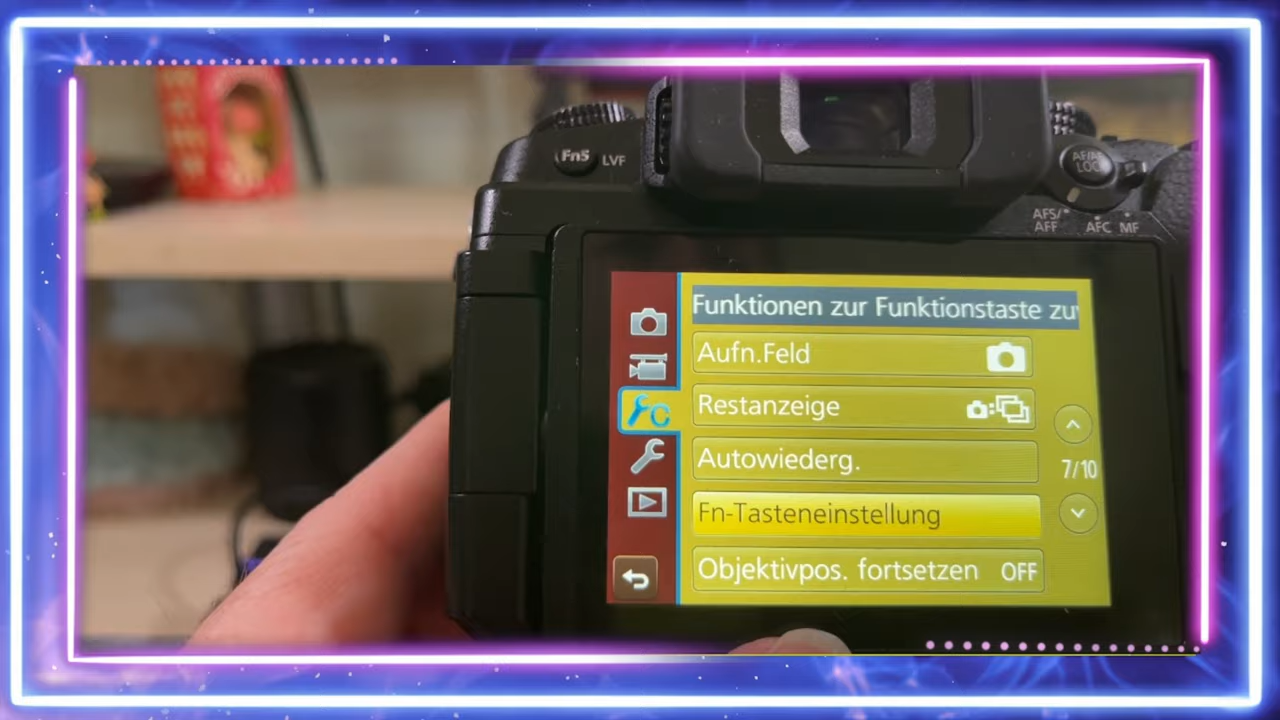 Fn5 LVF
AF/AE
LOC
AFS/
AFF AFC MF
Funktionen zur Funktionstaste zu
Aufn.Feld
Restanzeige
Autowiederg.
7/10
Fn-Tasteneinstellung
Objektivpos. fortsetzen OFF